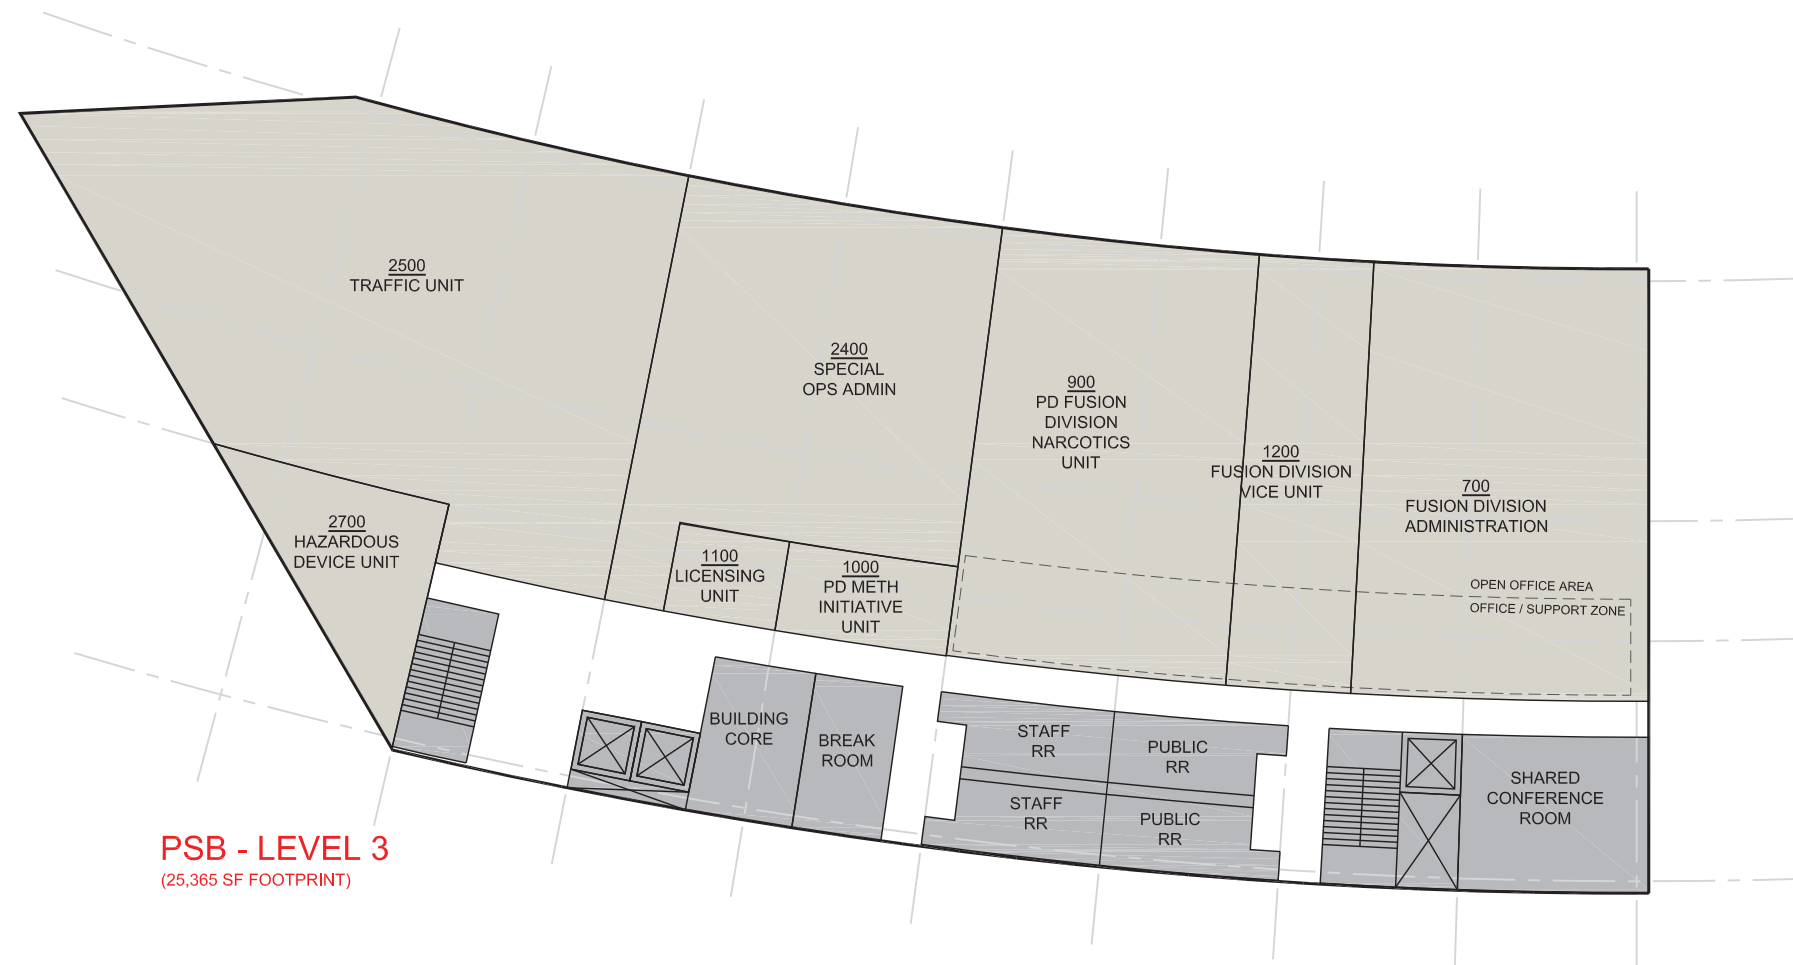 2500
TRAFFIC UNIT
2400
SPECIAL
OPS ADMIN
900
PD FUSION
DIVISION
NARCOTICS
UNIT
1200
FUSION DIVISION
VICE UNIT
700
FUSION DIVISION
ADMINISTRATION
2700
HAZARDOUS
DEVICE UNIT
1100
LICENSING
UNIT
1000
PD METH
INITIATIVE
UNIT
OPEN OFFICE AREA
OFFICE / SUPPORT ZONE
BUILDING
CORE
BREAK
ROOM
STAFF
RR
PUBLIC
RR
STAFF
RR
PUBLIC
RR
SHARED
CONFERENCE
ROOM
PSB - LEVEL 3
(25,365 SF FOOTPRINT)